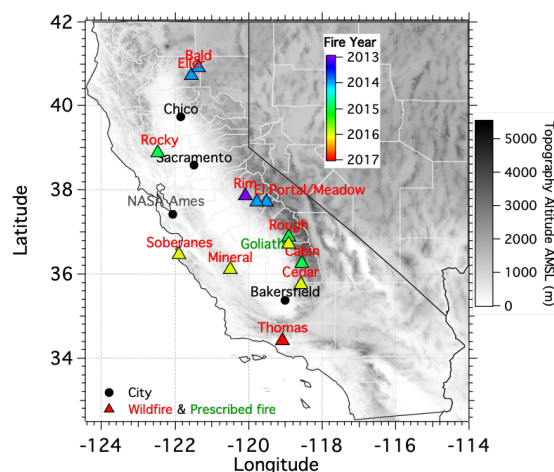 42
40
38
36
34
Latitude
-124
-122
-120
-118
-116
-114
Longitude
Fire Year
2013
2014
2015
2016
2017
5000
4000
3000
2000
1000
0
Topography Altitude AMSL (m)
Bald
Eiler
Chico
Rocky
Sacramento
Rim
El Portal/Meadow
NASA Ames
Rough
Goliath
Soberanes
Mineral
Cabin
Cedar
Bakersfield
Thomas
City
Wildfire & Prescribed fire